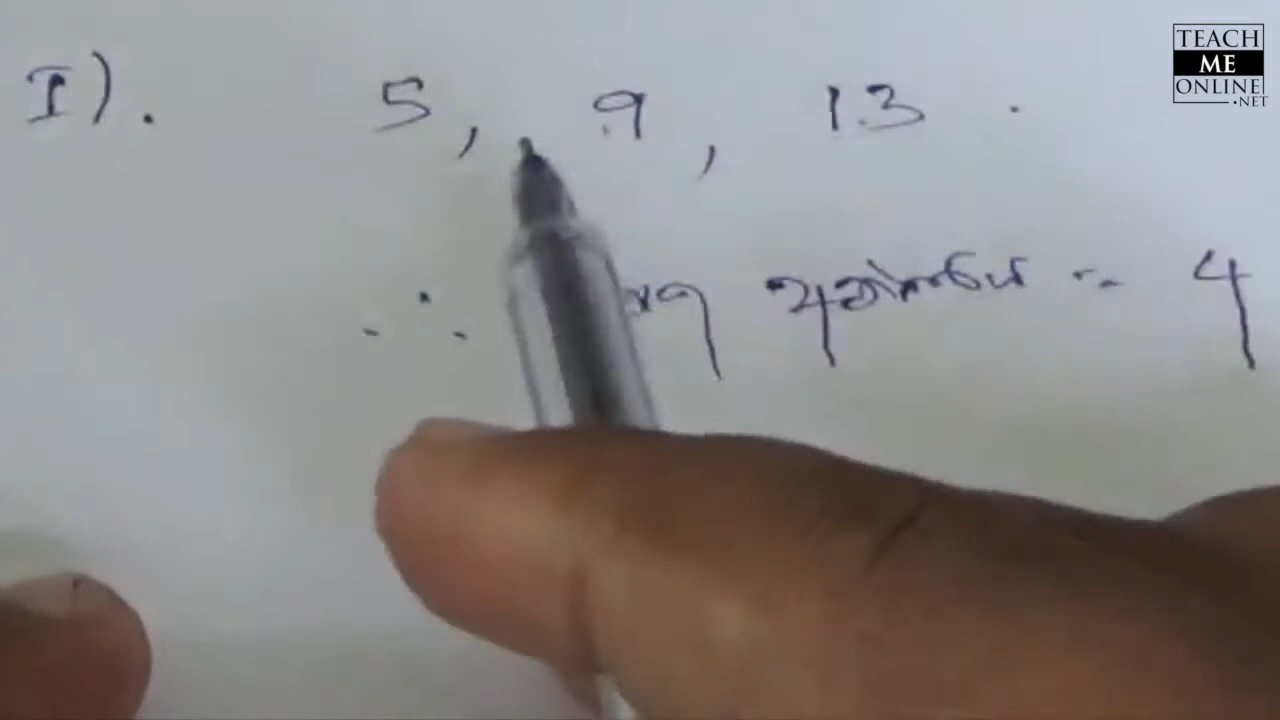 TEACH
ME
ONLINE
.NET
I). 5, 9, 13.
∴ අන්තරය = 4